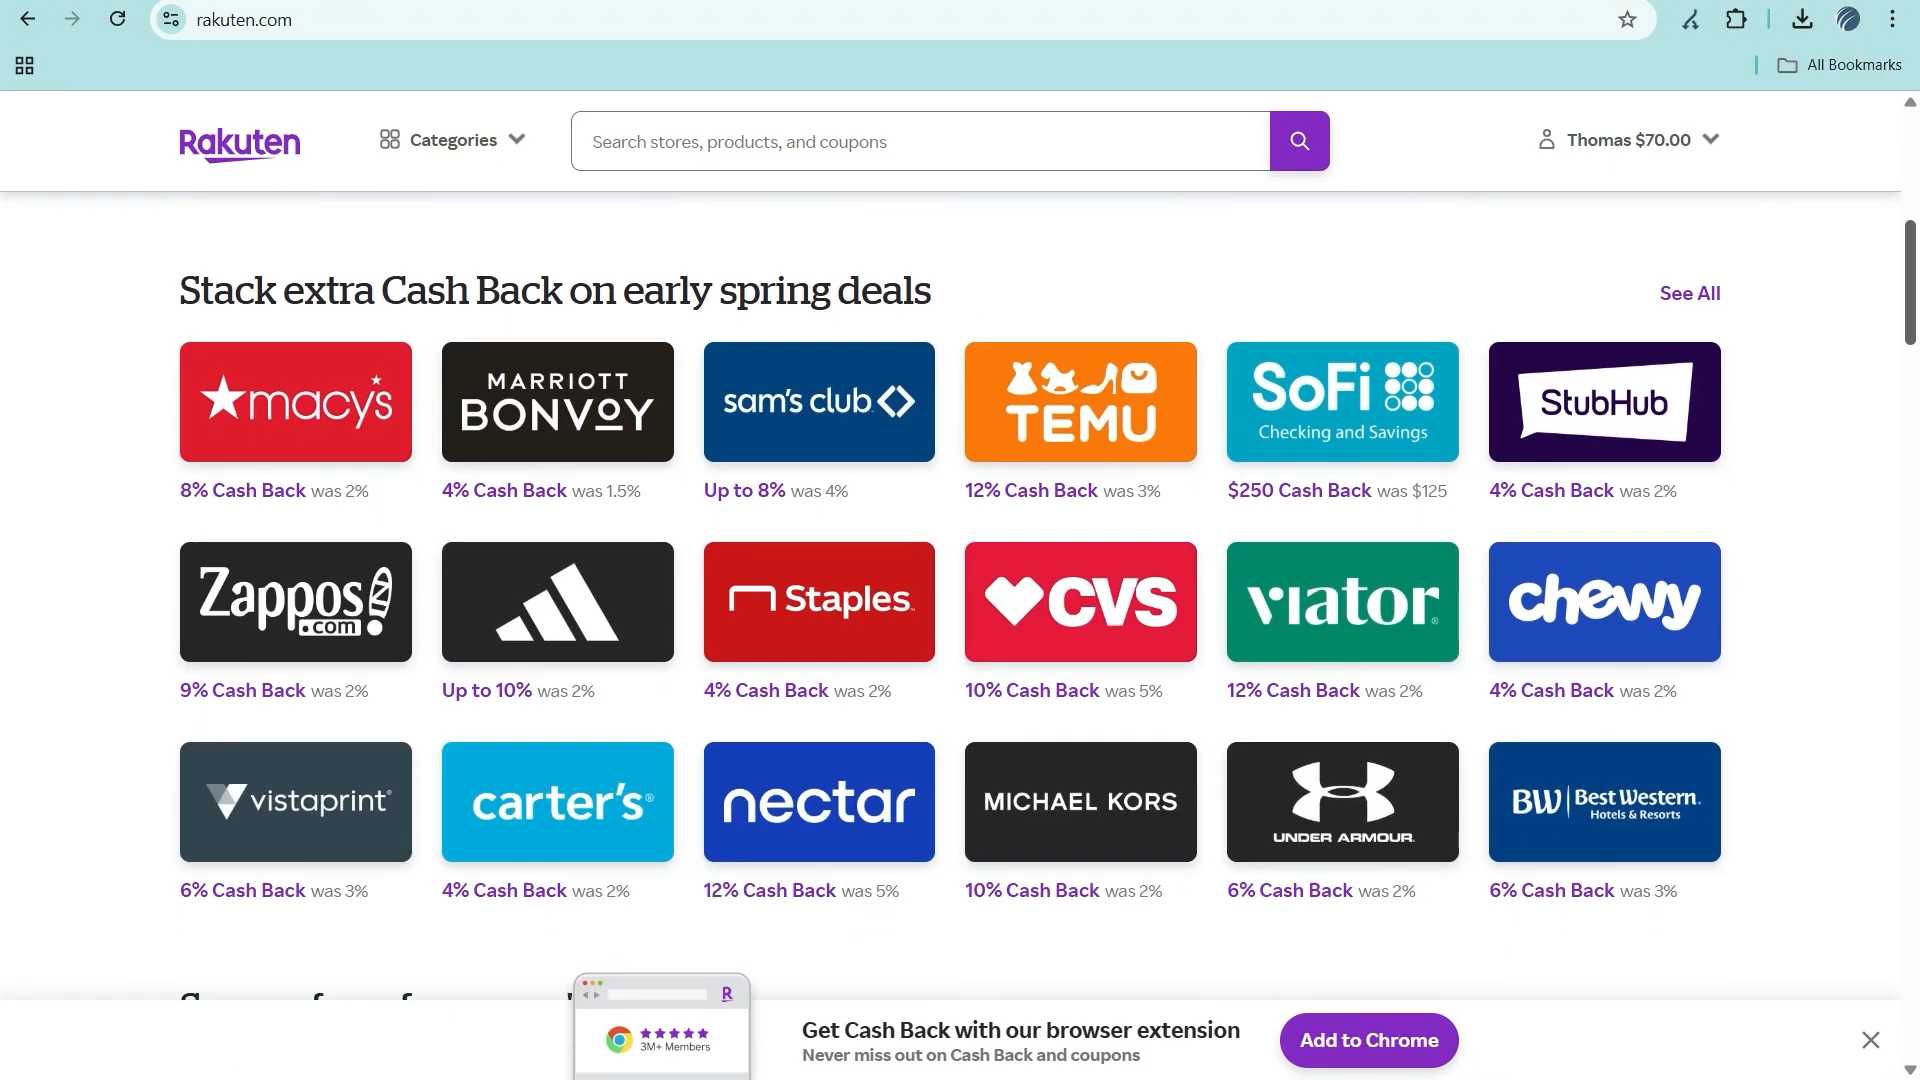 rakuten.com
All Bookmarks
Rakuten
Categories
Search stores, products, and coupons
Thomas $70.00
Stack extra Cash Back on early spring deals
See All
macy's
MARRIOTT
BONVOY
sam's club
TEMU
SoFi
Checking and Savings
StubHub
8% Cash Back was 2%
4% Cash Back was 1.5%
Up to 8% was 4%
12% Cash Back was 3%
$250 Cash Back was $125
4% Cash Back was 2%
Zappos!
.com
Staples
CVS
viator
chewy
9% Cash Back was 2%
Up to 10% was 2%
4% Cash Back was 2%
10% Cash Back was 5%
12% Cash Back was 2%
4% Cash Back was 2%
vistaprint
carter's®
nectar
MICHAEL KORS
UNDER ARMOUR
BW Best Western
Hotels & Resorts
6% Cash Back was 3%
4% Cash Back was 2%
12% Cash Back was 5%
10% Cash Back was 2%
6% Cash Back was 2%
6% Cash Back was 3%
R
3M+ Members
Get Cash Back with our browser extension
Never miss out on Cash Back and coupons
Add to Chrome